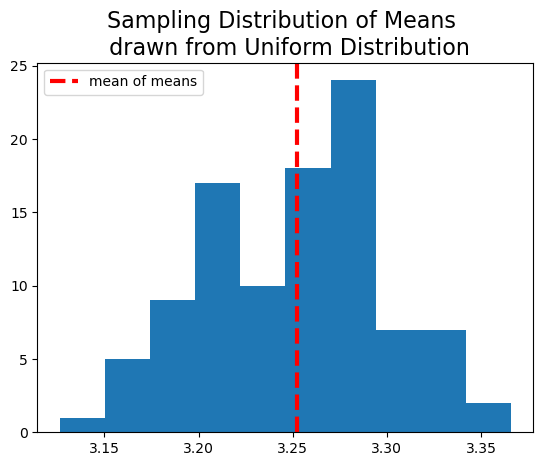 Sampling Distribution of Means
drawn from Uniform Distribution
mean of means
25
20
15
10
5
0
3.15 3.20 3.25 3.30 3.35